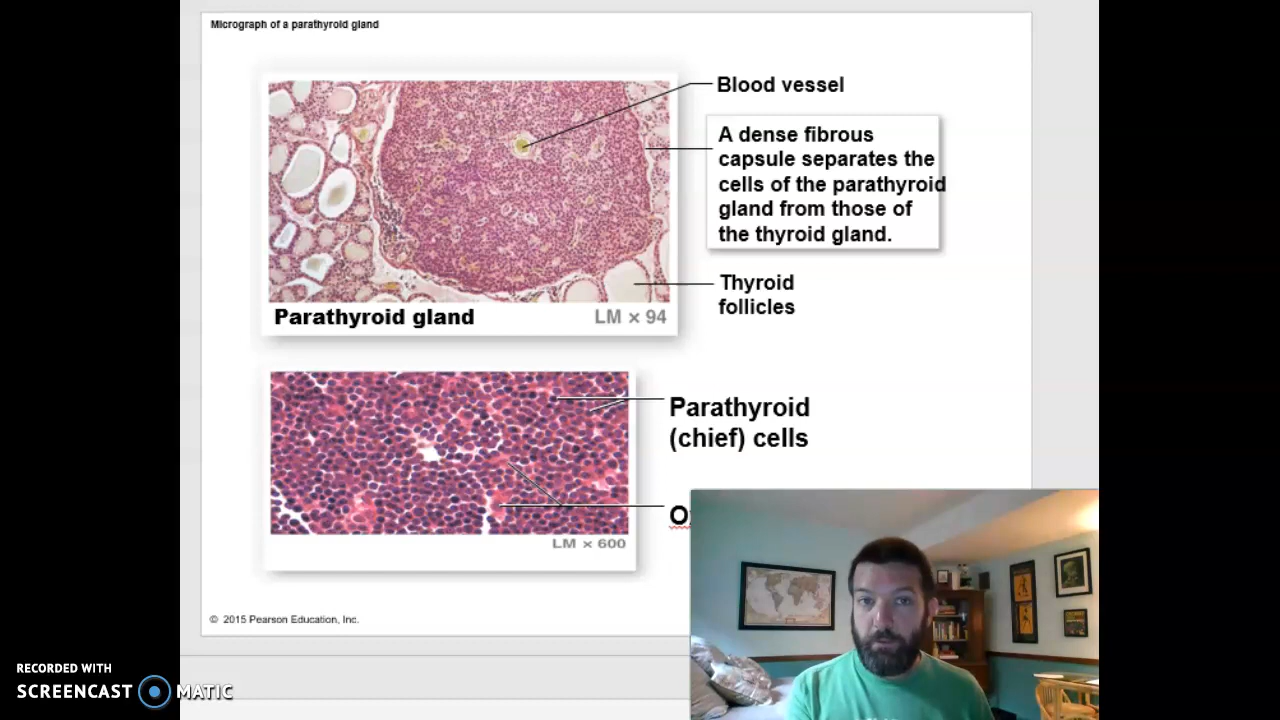 Micrograph of a parathyroid gland
Blood vessel
A dense fibrous
capsule separates the
cells of the parathyroid
gland from those of
the thyroid gland.
Thyroid
follicles
Parathyroid gland
LM × 94
Parathyroid
(chief) cells
O
LM × 600
© 2015 Pearson Education, Inc.
RECORDED WITH
SCREENCAST MATIC